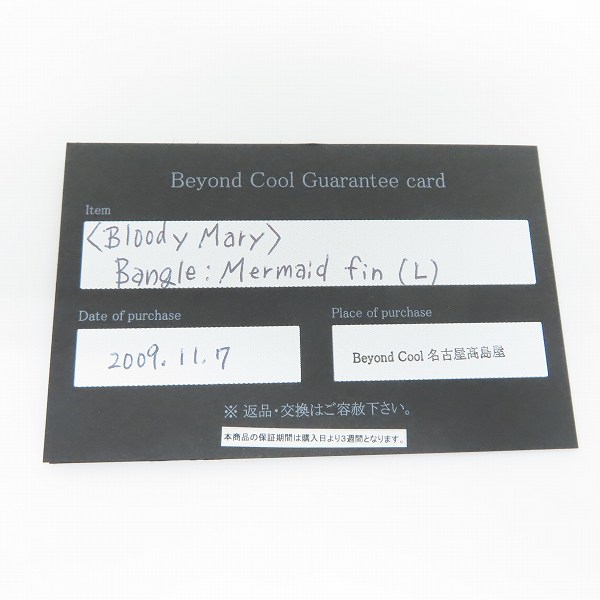 Beyond Cool Guarantee card
Item
〈Bloody Mary〉
Bangle: Mermaid fin (L)
Date of purchase
2009.11.7
Place of purchase
Beyond Cool 名古屋髙島屋
※ 返品・交換はご容赦下さい。
本商品の保証期間は購入日より3週間となります。